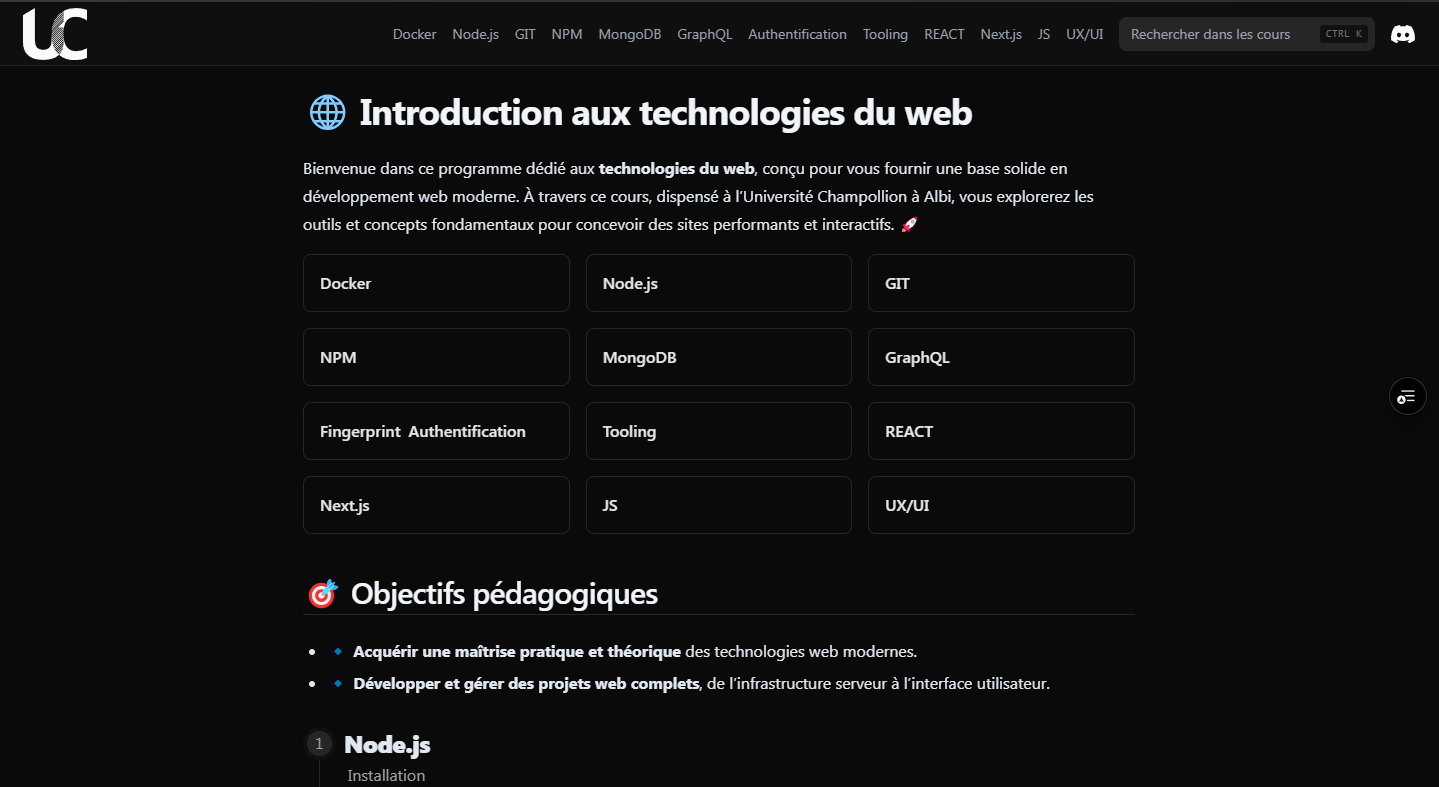 UC
Docker Node.js GIT NPM MongoDB GraphQL Authentification Tooling REACT Next.js JS UX/UI Rechercher dans les cours CTRL K
Introduction aux technologies du web
Bienvenue dans ce programme dédié aux technologies du web, conçu pour vous fournir une base solide en
développement web moderne. À travers ce cours, dispensé à l’Université Champollion à Albi, vous explorerez les
outils et concepts fondamentaux pour concevoir des sites performants et interactifs. 🚀
Docker Node.js GIT
NPM MongoDB GraphQL
Fingerprint Authentification Tooling REACT
Next.js JS UX/UI
🎯 Objectifs pédagogiques
• 🔹 Acquérir une maîtrise pratique et théorique des technologies web modernes.
• 🔹 Développer et gérer des projets web complets, de l’infrastructure serveur à l’interface utilisateur.
1 Node.js
Installation